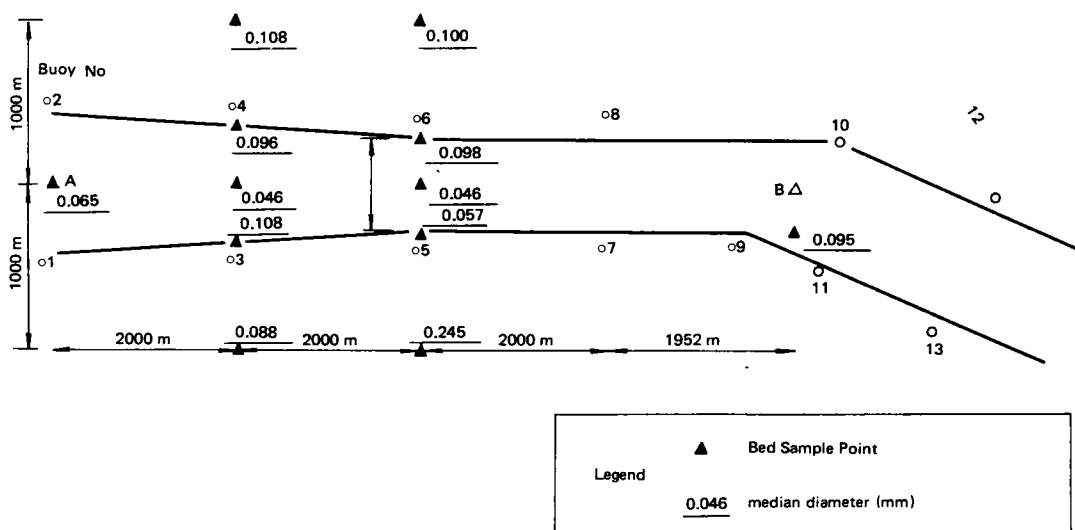 0.108 0.100
Buoy No
2 4 6 8 10 12
1000 m
0.096 0.098
A B
0.065 0.046 0.046
0.108 0.057 0.095
1 3 5 7 9 11
1000 m
13
0.088 0.245
2000 m 2000 m 2000 m 1952 m
Legend
Bed Sample Point
0.046 median diameter (mm)